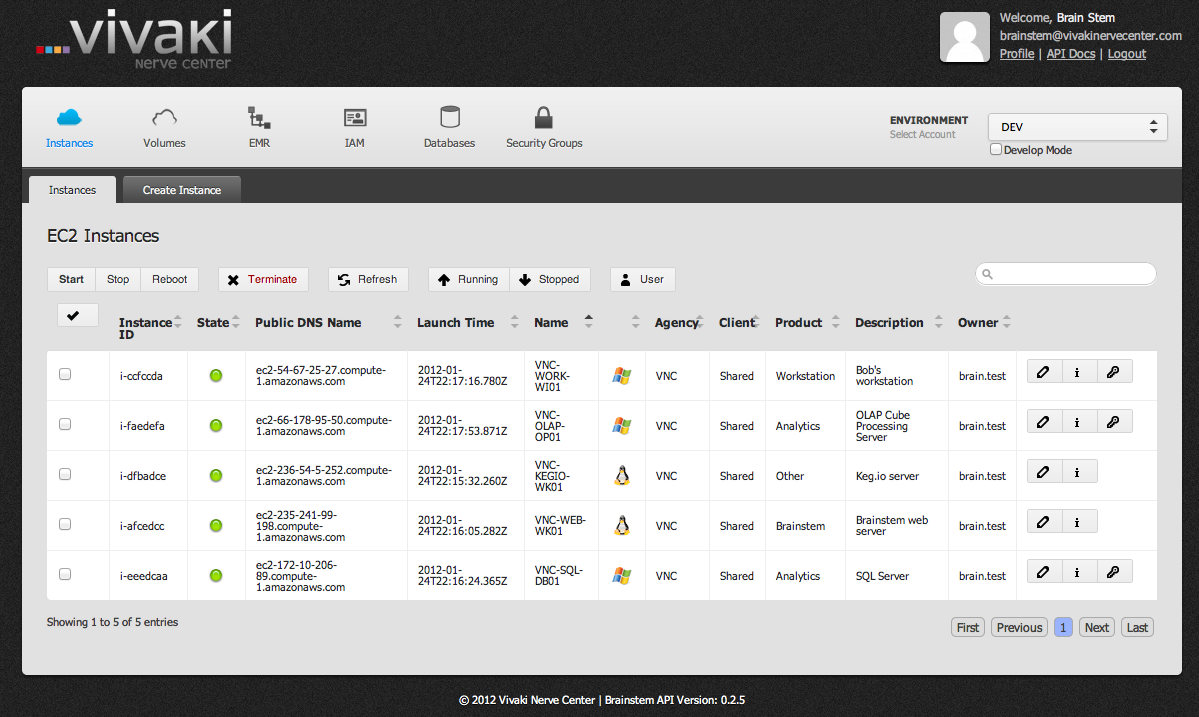 vivaki
NERVE CENTER
Welcome, Brain Stem
brainstem@vivakinervecenter.com
Profile | API Docs | Logout
Instances
Volumes
EMR
IAM
Databases
Security Groups
ENVIRONMENT
Select Account
DEV
Develop Mode
Instances
Create Instance
EC2 Instances
Start Stop Reboot Terminate Refresh Running Stopped User
Instance ID State Public DNS Name Launch Time Name Agency Client Product Description Owner
i-ccfccda
ec2-54-67-25-27.compute-
1.amazonaws.com
2012-01-
24T22:17:16.780Z
VNC-
WORK-
WI01
VNC
Shared
Workstation
Bob's
workstation
brain.test
i
i-faedefa
ec2-66-178-95-50.compute-
1.amazonaws.com
2012-01-
24T22:17:53.871Z
VNC-
OLAP-
OP01
VNC
Shared
Analytics
OLAP Cube
Processing
Server
brain.test
i
i-dfbadce
ec2-236-54-5-252.compute-
1.amazonaws.com
2012-01-
24T22:15:32.260Z
VNC-
KEGIO-
WK01
VNC
Shared
Other
Keg.io server
brain.test
i
i-afcedcc
ec2-235-241-99-
198.compute-
1.amazonaws.com
2012-01-
24T22:16:05.282Z
VNC-WEB-
WK01
VNC
Shared
Brainstem
Brainstem web
server
brain.test
i
i-eeedcaa
ec2-172-10-206-
89.compute-
1.amazonaws.com
2012-01-
24T22:16:24.365Z
VNC-SQL-
DB01
VNC
Shared
Analytics
SQL Server
brain.test
i
Showing 1 to 5 of 5 entries
First Previous 1 Next Last
© 2012 Vivaki Nerve Center | Brainstem API Version: 0.2.5